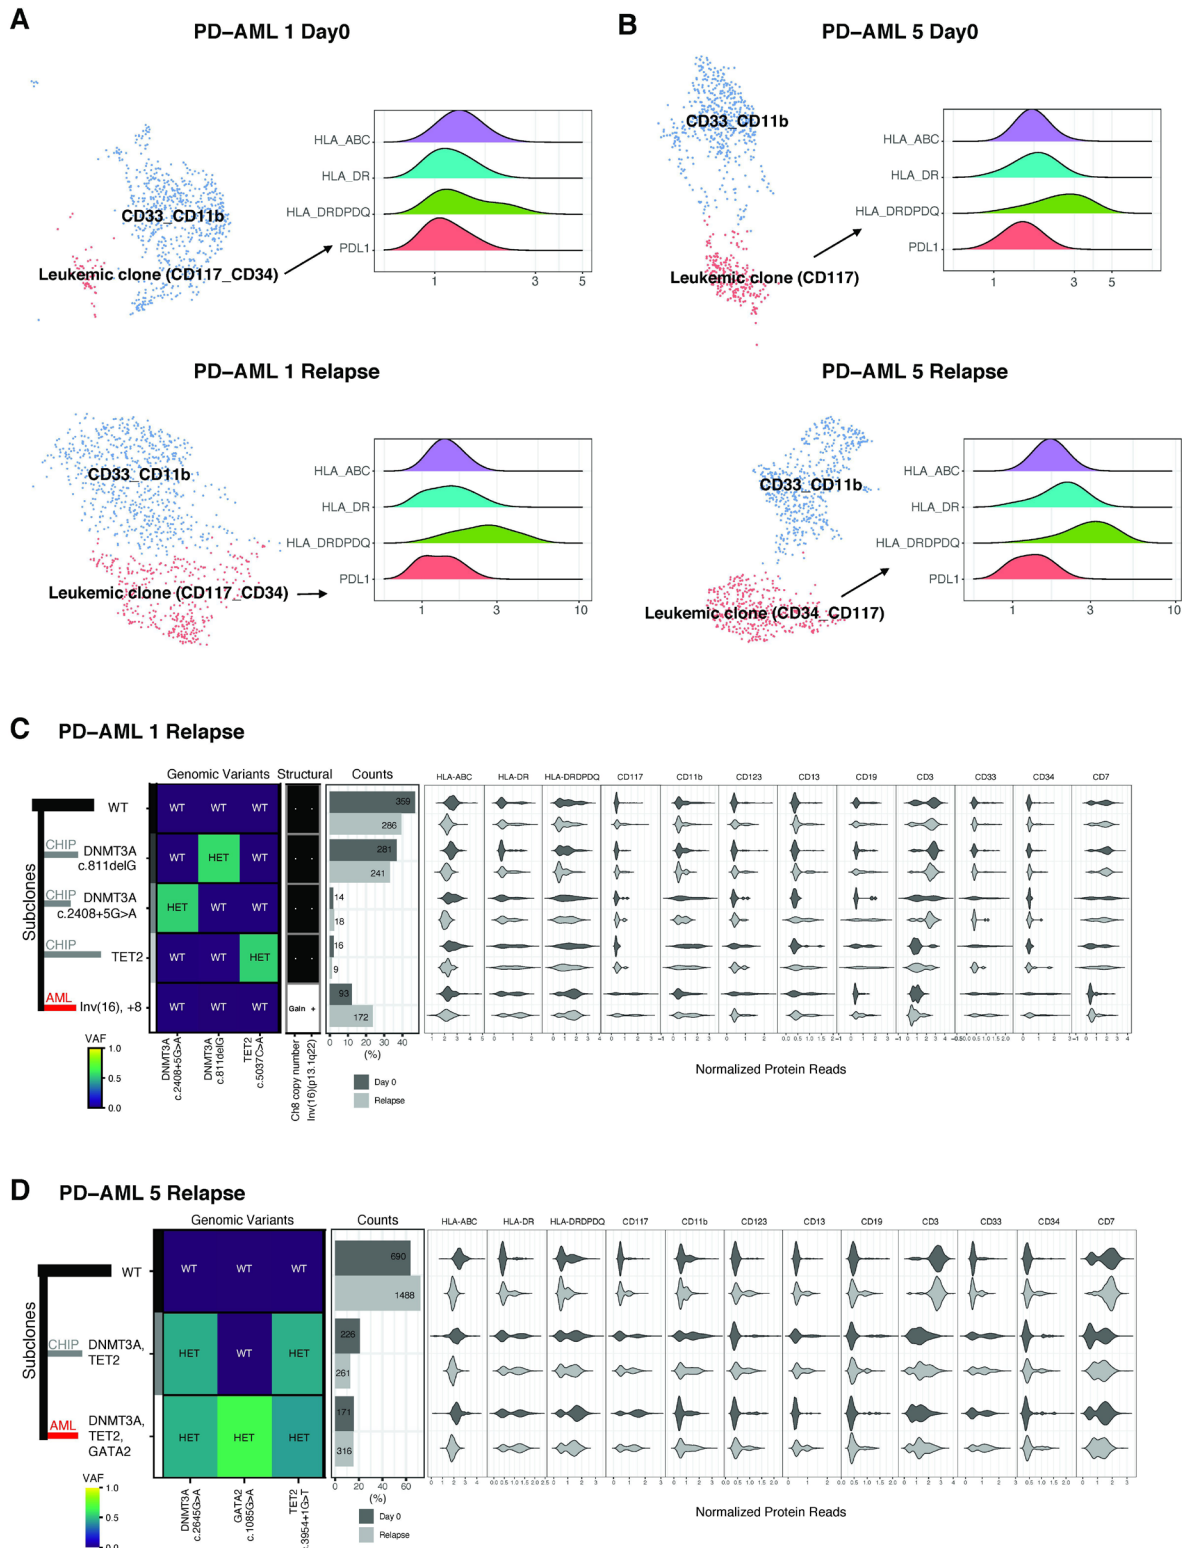 A
PD–AML 1 Day0
CD33_CD11b
Leukemic clone (CD117_CD34)
HLA_ABC
HLA_DR
HLA_DRDPDQ
PDL1
1 3 5
B
PD–AML 5 Day0
CD33_CD11b
Leukemic clone (CD117)
HLA_ABC
HLA_DR
HLA_DRDPDQ
PDL1
1 3 5
PD–AML 1 Relapse
CD33_CD11b
Leukemic clone (CD117_CD34)
HLA_ABC
HLA_DR
HLA_DRDPDQ
PDL1
1 3 10
PD–AML 5 Relapse
CD33_CD11b
Leukemic clone (CD34_CD117)
HLA_ABC
HLA_DR
HLA_DRDPDQ
PDL1
1 3 10
C
PD–AML 1 Relapse
Genomic Variants Structural Counts
HLA-ABC HLA-DR HLA-DRDPDQ CD117 CD11b CD123 CD13 CD19 CD3 CD33 CD34 CD7
Subclones
WT WT WT WT . . 359
286
CHIP DNMT3A
c.811delG
WT HET WT . . 281
241
CHIP DNMT3A
c.2408+5G>A
HET WT WT . . 14
18
CHIP
TET2 WT WT HET . . 16
9
AML
Inv(16), +8 WT WT WT Gain + 93
172
VAF
1.0
0.5
0.0
DNMT3A
c.2408+5G>A
DNMT3A
c.811delG
TET2
c.5037C>A
Ch8 copy number
Inv(16)(p13.1q22)
0 10 20 30 40
(%)
Day 0
Relapse
Normalized Protein Reads
D
PD–AML 5 Relapse
Genomic Variants Counts
HLA-ABC HLA-DR HLA-DRDPDQ CD117 CD11b CD123 CD13 CD19 CD3 CD33 CD34 CD7
Subclones
WT WT WT WT 690
1488
CHIP DNMT3A,
TET2
HET WT HET 226
261
AML
DNMT3A,
TET2,
GATA2
HET HET HET 171
316
VAF
1.0
0.5
0.0
DNMT3A
c.2645G>A
GATA2
c.1085G>A
TET2
.3954+1G>T
0 20 40 60
(%)
Day 0
Relapse
Normalized Protein Reads